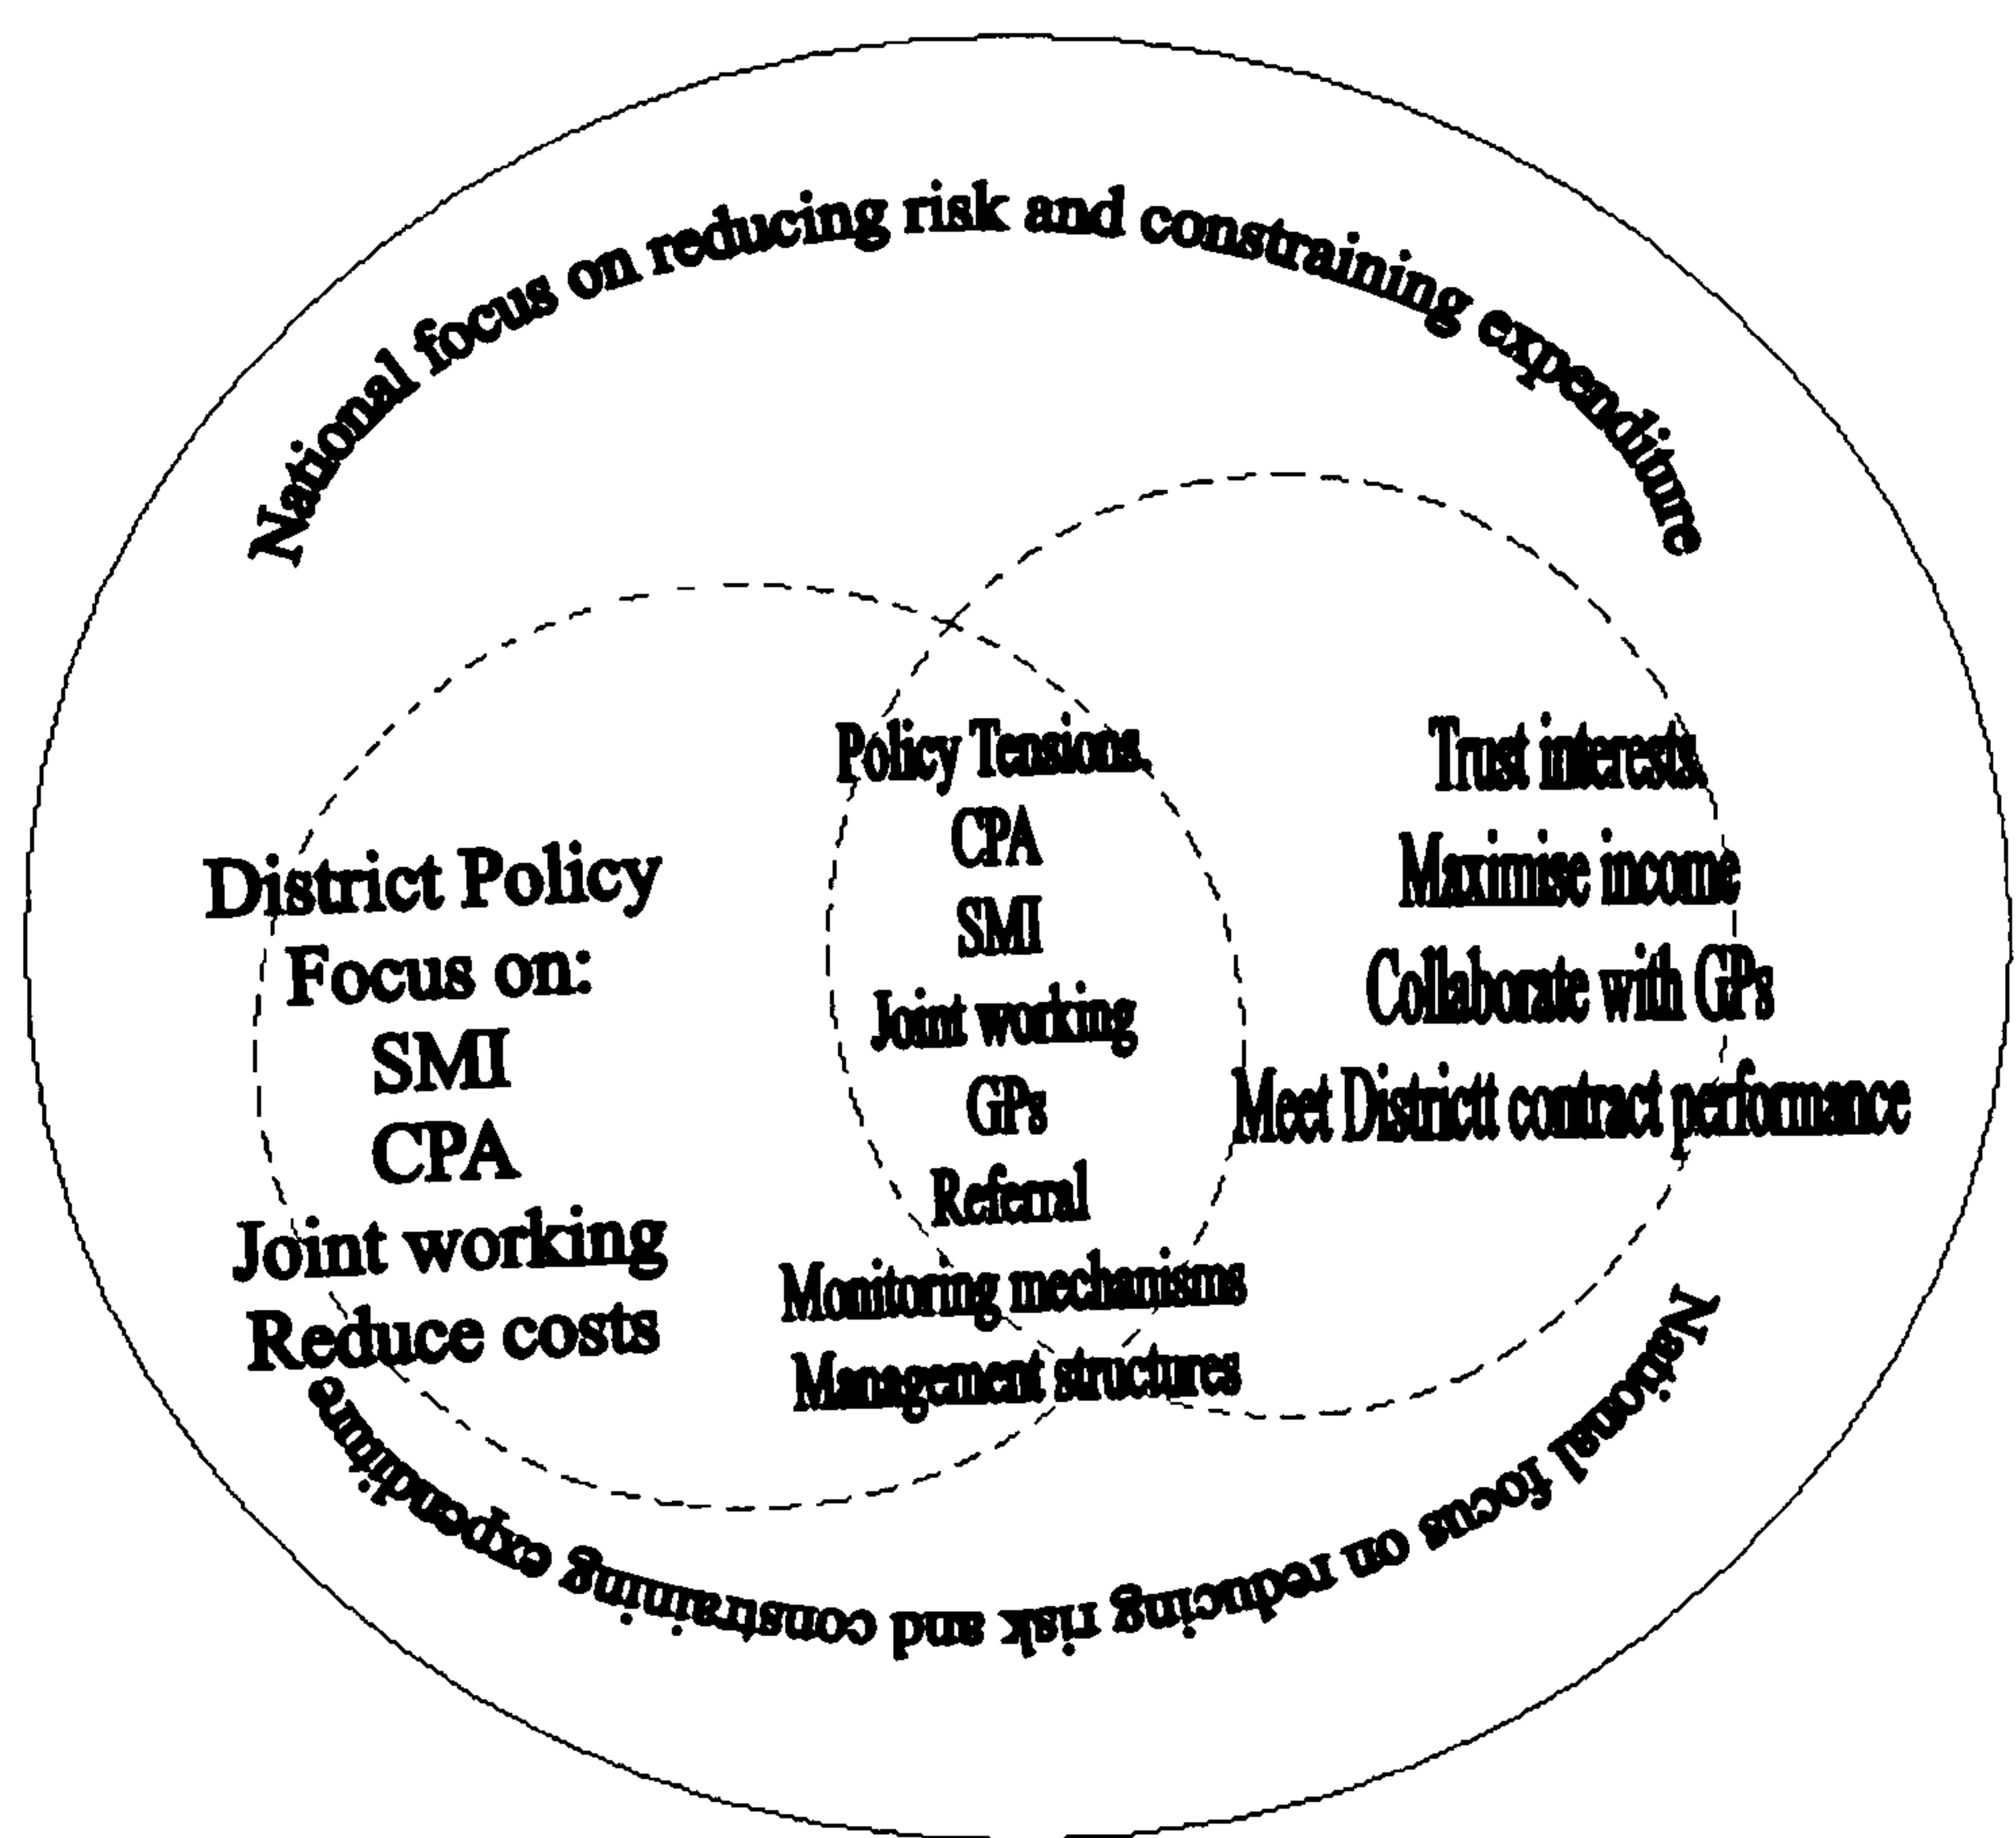 National focus on reducing risk and constraining expenditure
District Policy
Focus on:
SMI
CPA
Joint working
Reduce costs
Policy Tensions
CPA
SMI
Joint working
GPs
Referral
Monitoring mechanisms
Management structures
Trust interests
Maximise income
Collaborate with GPs
Meet Districtt contract performance
National focus on reducing risk and constraining expenditure